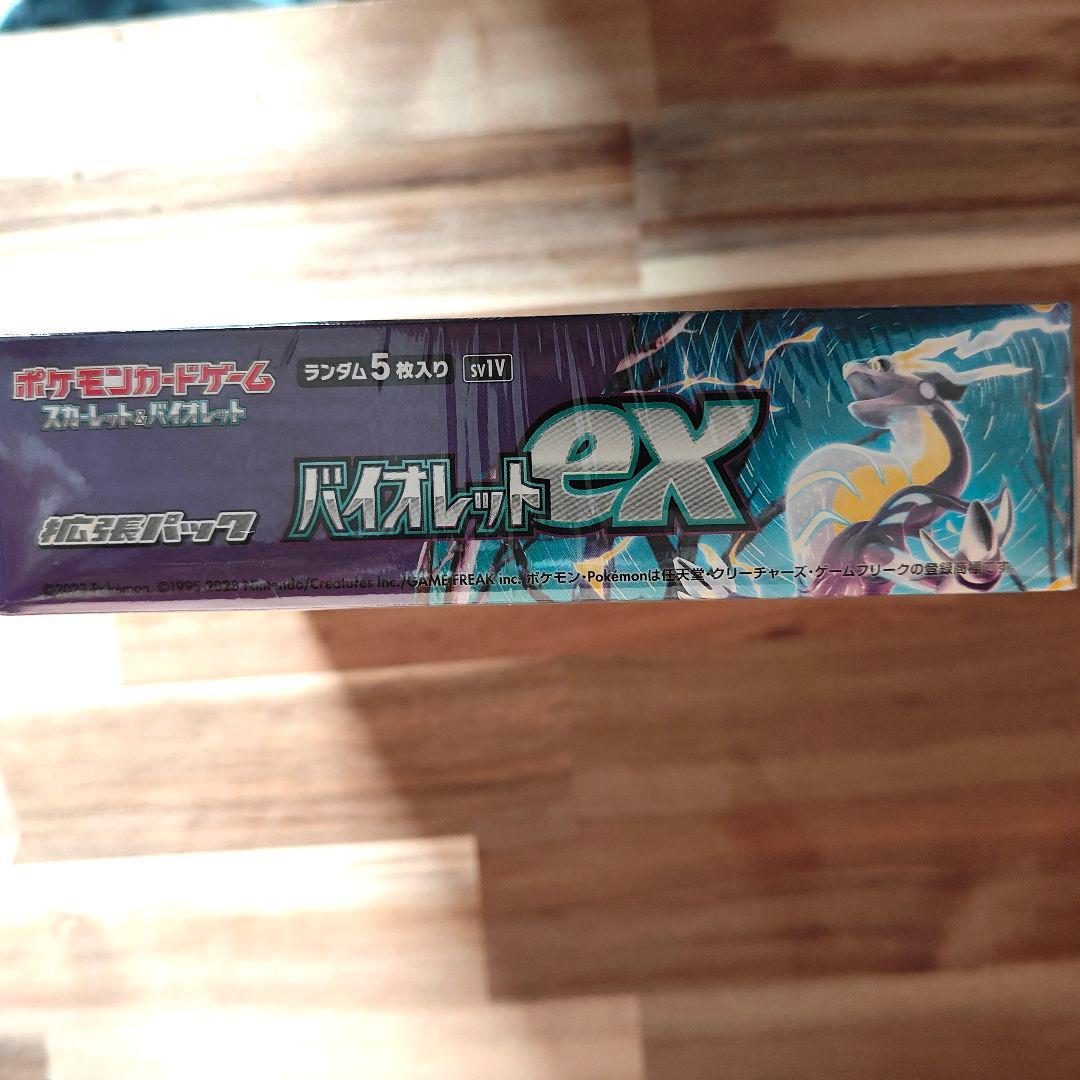 ポケモンカードゲーム
スカーレット&バイオレット
ランダム5枚入り sv1V
バイオレットex
拡張パック
©2023 Pokémon. ©1995-2023 Nintendo/Creatures Inc./GAME FREAK inc. ポケモン・Pokémonは任天堂・クリーチャーズ・ゲームフリークの登録商標です。